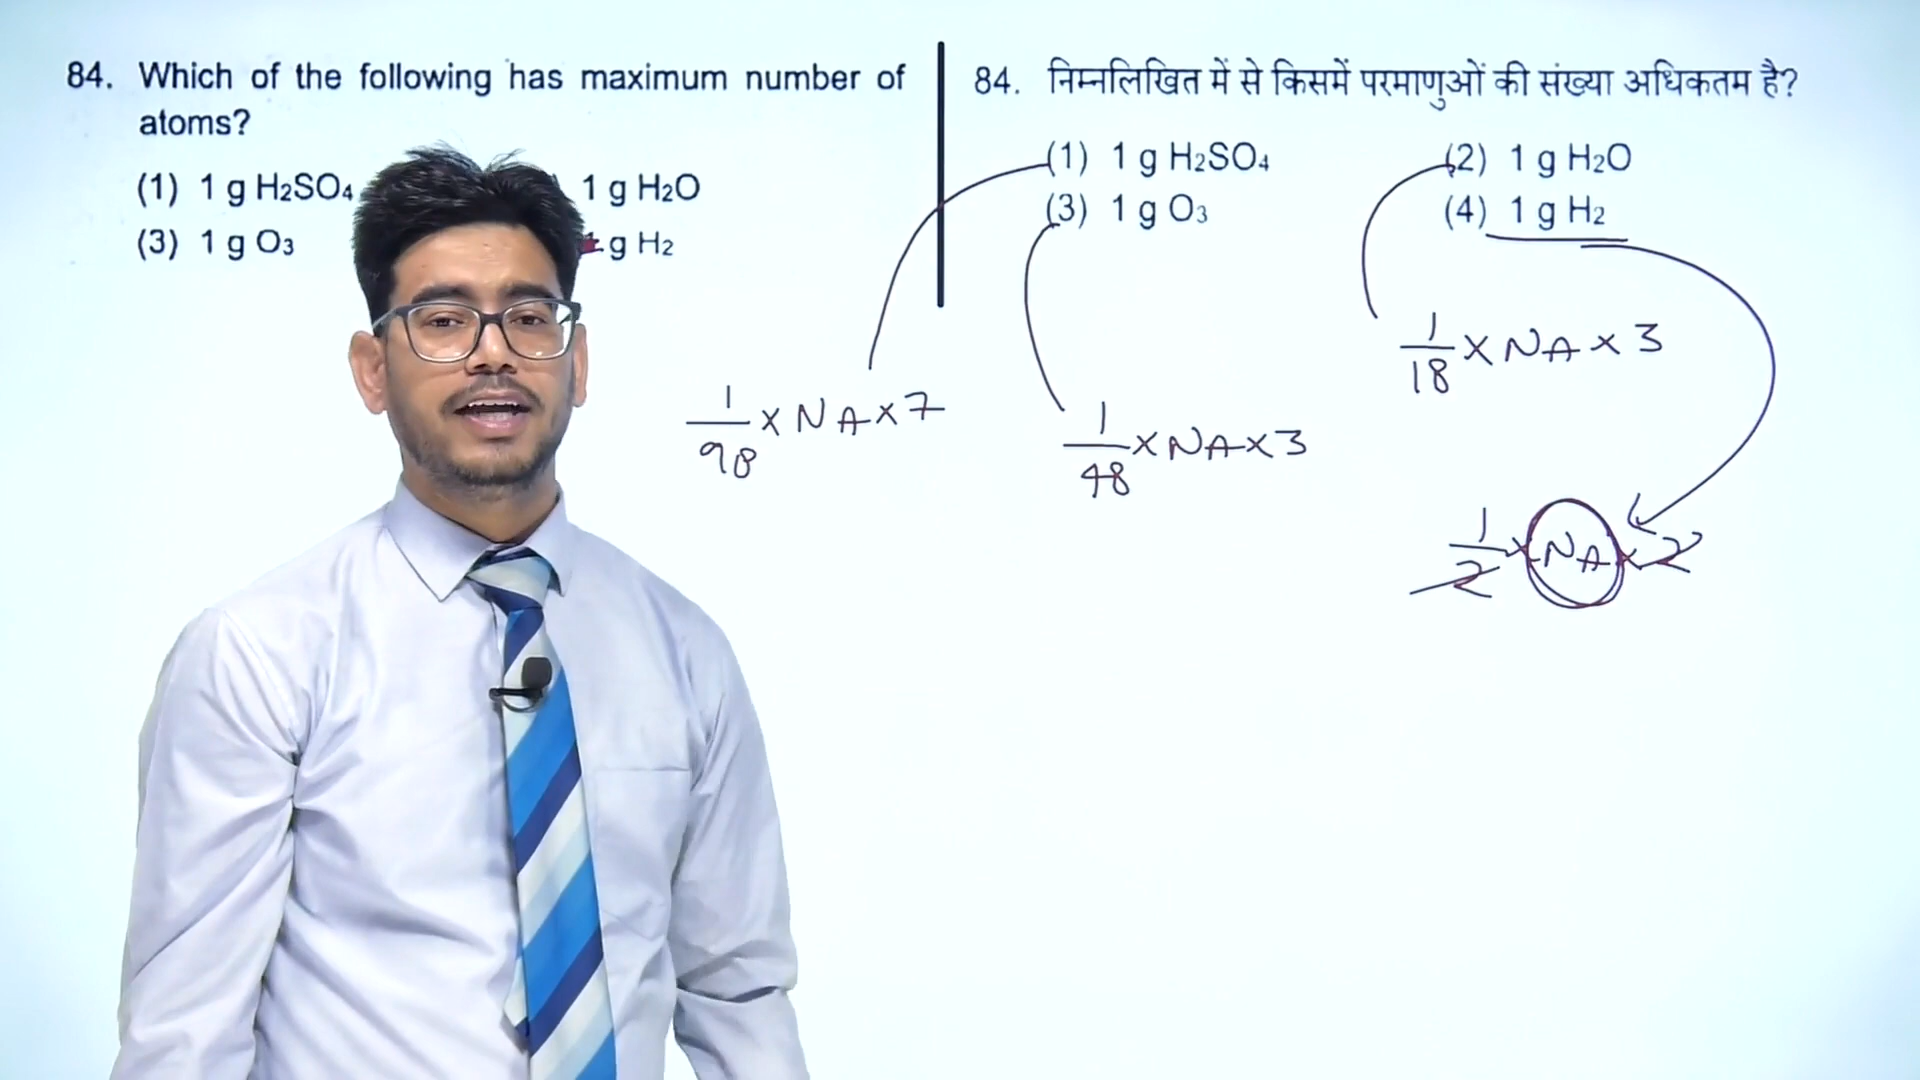 84. Which of the following has maximum number of
atoms?
(1) 1 g H₂SO₄ 1 g H₂O
(3) 1 g O₃ g H₂
84. निम्नलिखित में से किसमें परमाणुओं की संख्या अधिकतम है?
(1) 1 g H₂SO₄ (2) 1 g H₂O
(3) 1 g O₃ (4) 1 g H₂
1/98 × NA × 7
1/48 × NA × 3
1/18 × NA × 3
1/2 × NA × 2